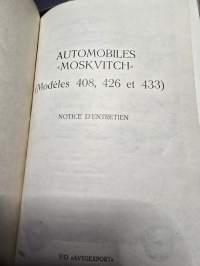 AUTOMOBILES
«MOSKVITCH»
(Modèles 408, 426 et 433)
NOTICE D'ENTRETIEN
V/O «AVTOEXPORT»